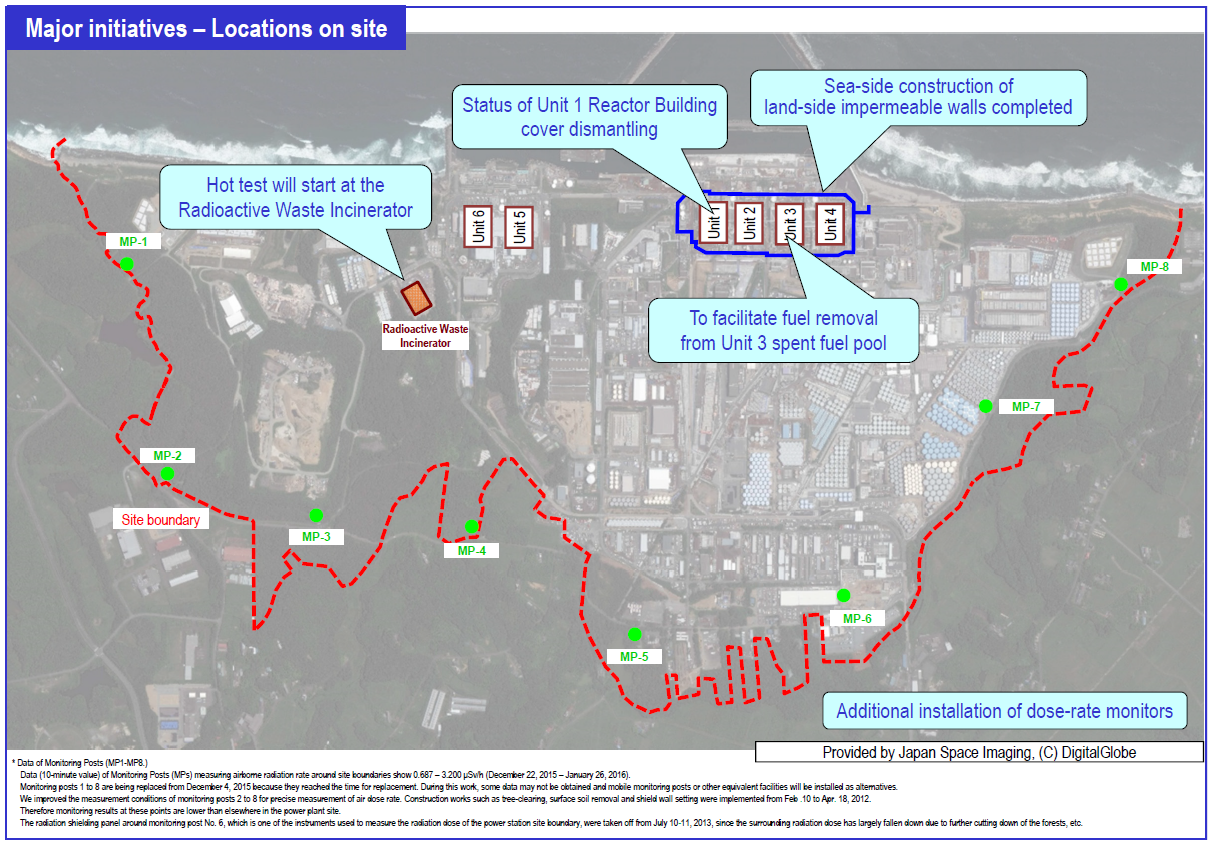 Major initiatives – Locations on site
Status of Unit 1 Reactor Building
cover dismantling
Sea-side construction of
land-side impermeable walls completed
Hot test will start at the
Radioactive Waste Incinerator
Unit 6
Unit 5
Unit 1
Unit 2
Unit 3
Unit 4
MP-1
MP-8
Radioactive Waste
Incinerator
To facilitate fuel removal
from Unit 3 spent fuel pool
MP-7
MP-2
Site boundary
MP-3
MP-4
MP-6
MP-5
Additional installation of dose-rate monitors
Provided by Japan Space Imaging, (C) DigitalGlobe
* Data of Monitoring Posts (MP1-MP8.)
Data (10-minute value) of Monitoring Posts (MPs) measuring airborne radiation rate around site boundaries show 0.687 – 3.200 μSv/h (December 22, 2015 – January 26, 2016).
Monitoring posts 1 to 8 are being replaced from December 4, 2015 because they reached the time for replacement. During this work, some data may not be obtained and mobile monitoring posts or other equivalent facilities will be installed as alternatives.
We improved the measurement conditions of monitoring posts 2 to 8 for precise measurement of air dose rate. Construction works such as tree-clearing, surface soil removal and shield wall setting were implemented from Feb .10 to Apr. 18, 2012.
Therefore monitoring results at these points are lower than elsewhere in the power plant site.
The radiation shielding panel around monitoring post No. 6, which is one of the instruments used to measure the radiation dose of the power station site boundary, were taken off from July 10-11, 2013, since the surrounding radiation dose has largely fallen down due to further cutting down of the forests, etc.